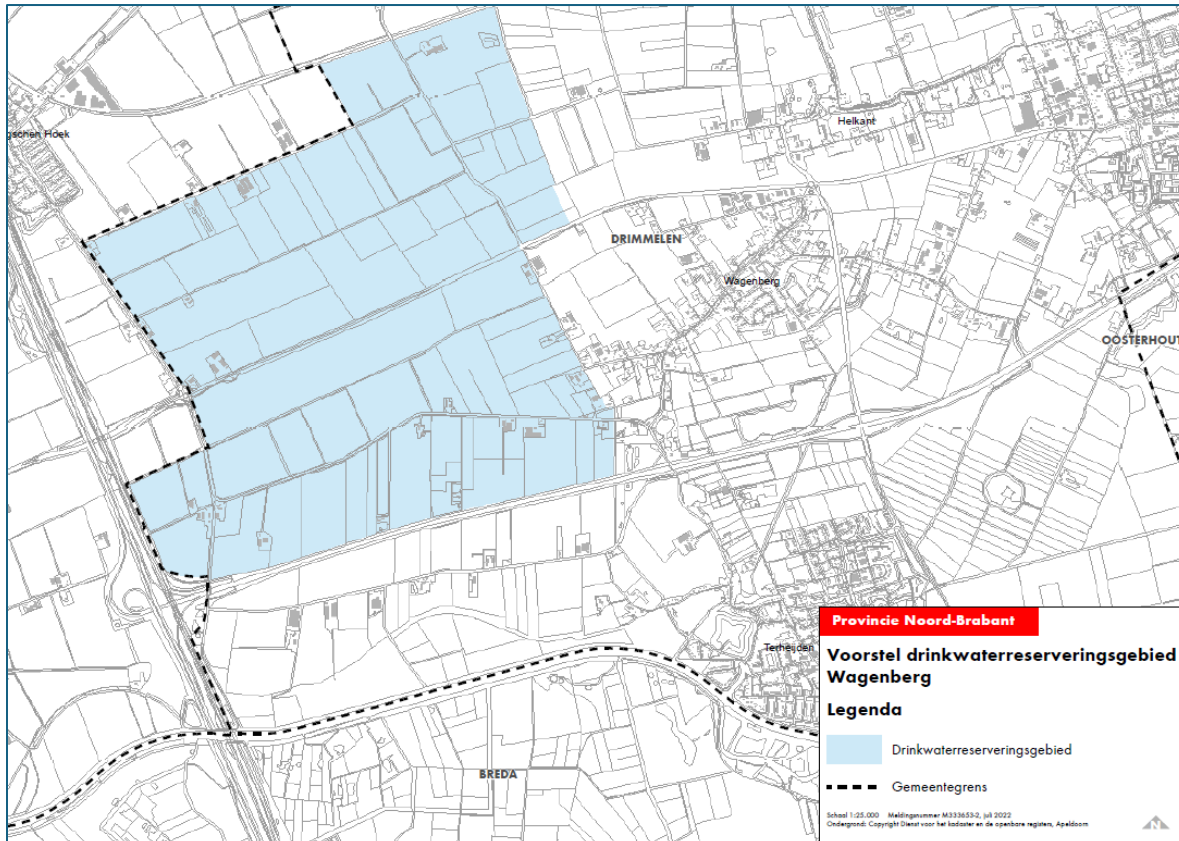 gschen Hoek
Helkant
DRIMMELEN
Wagenberg
OOSTERHOUT
Terheijden
BREDA
Provincie Noord-Brabant
Voorstel drinkwaterreserveringsgebied
Wagenberg
Legenda
Drinkwaterreserveringsgebied
Gemeentegrens
Schaal 1:25.000 Meldingsnummer M333653-2, juli 2022
Ondergrond: Copyright Dienst voor het kadaster en de openbare registers, Apeldoorn
N